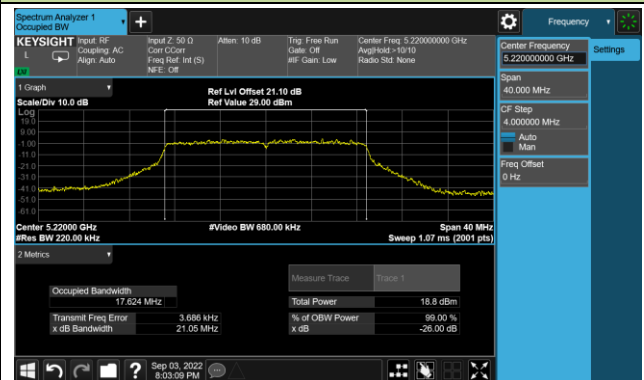 Spectrum Analyzer 1
Occupied BW
Frequency
KEYSIGHT
L
Input: RF
Coupling: AC
Align: Auto
Input Z: 50 Ω
Corr CCorr
Freq Ref: Int (S)
NFE: Off
Atten: 10 dB
Trig: Free Run
Gate: Off
#IF Gain: Low
Center Freq: 5.220000000 GHz
Avg|Hold:>10/10
Radio Std: None
Center Frequency
5.220000000 GHz
Settings
Span
40.000 MHz
CF Step
4.000000 MHz
Auto
Man
Freq Offset
0 Hz
1 Graph
Scale/Div 10.0 dB
Ref Lvl Offset 21.10 dB
Ref Value 29.00 dBm
Log
19.0
9.00
-1.00
-11.0
-21.0
-31.0
-41.0
-51.0
-61.0
Center 5.22000 GHz
#Res BW 220.00 kHz
#Video BW 680.00 kHz
Span 40 MHz
Sweep 1.07 ms (2001 pts)
2 Metrics
Measure Trace
Trace 1
Occupied Bandwidth
17.624 MHz
Total Power
18.8 dBm
Transmit Freq Error
3.686 kHz
% of OBW Power
99.00 %
x dB Bandwidth
21.05 MHz
x dB
-26.00 dB
Sep 03, 2022
8:03:09 PM